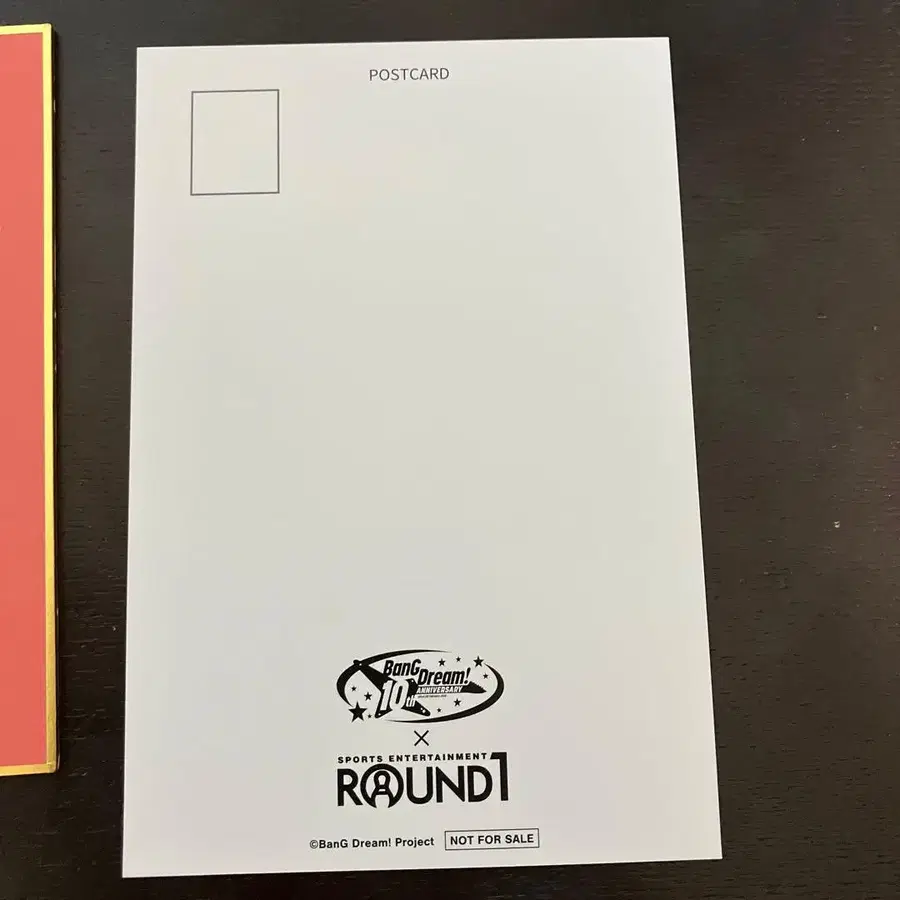 POSTCARD
BanG Dream!
10th ANNIVERSARY
×
SPORTS ENTERTAINMENT
ROUND1
©BanG Dream! Project NOT FOR SALE